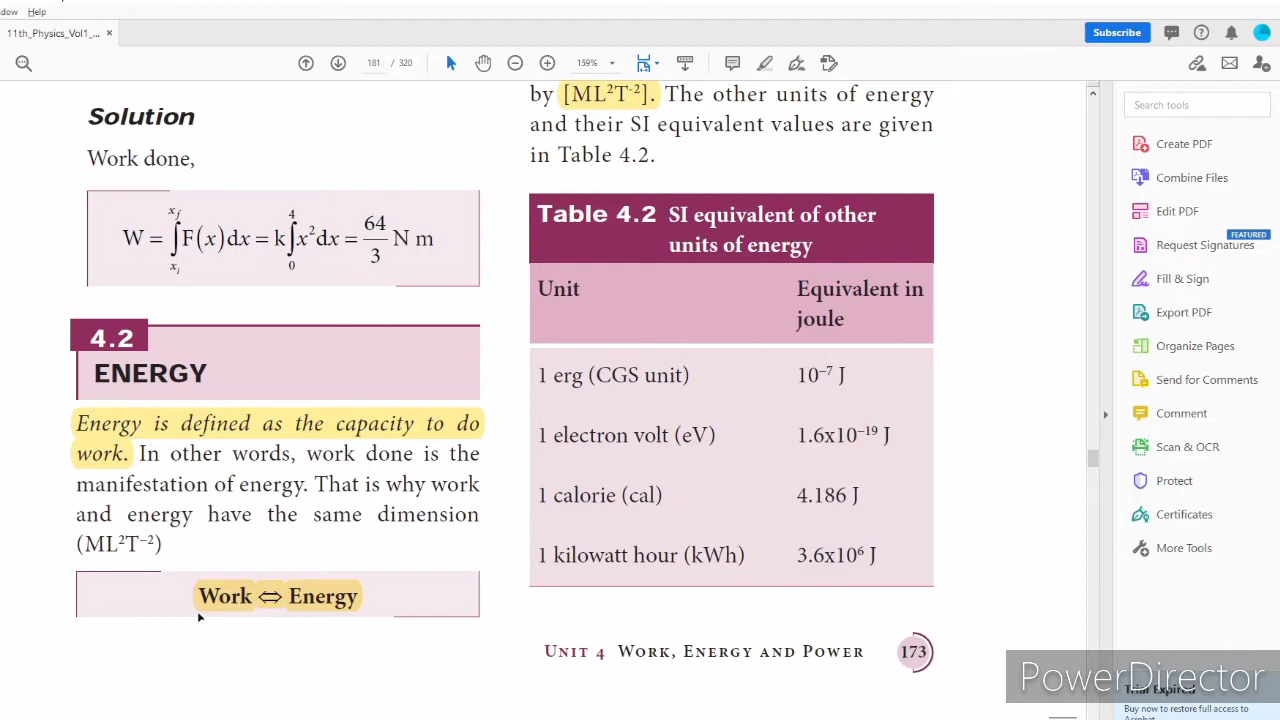 dow Help
11th_Physics_Vol1_... ×
Subscribe
181 / 320
159%
Solution
Work done,
W = ∫ₓᵢˣᶠ F(x)dx = k∫₀⁴ x²dx = 64/3 N m
4.2
ENERGY
Energy is defined as the capacity to do
work. In other words, work done is the
manifestation of energy. That is why work
and energy have the same dimension
(ML²T⁻²)
Work ⇔ Energy
by [ML²T⁻²]. The other units of energy
and their SI equivalent values are given
in Table 4.2.
Table 4.2 SI equivalent of other
units of energy
Unit
Equivalent in
joule
1 erg (CGS unit) 10⁻⁷ J
1 electron volt (eV) 1.6x10⁻¹⁹ J
1 calorie (cal) 4.186 J
1 kilowatt hour (kWh) 3.6x10⁶ J
UNIT 4 WORK, ENERGY AND POWER 173
Search tools
Create PDF
Combine Files
Edit PDF
FEATURED
Request Signatures
Fill & Sign
Export PDF
Organize Pages
Send for Comments
Comment
Scan & OCR
Protect
Certificates
More Tools
PowerDirector
Trial Expired
Buy now to restore full access to
Acrobat